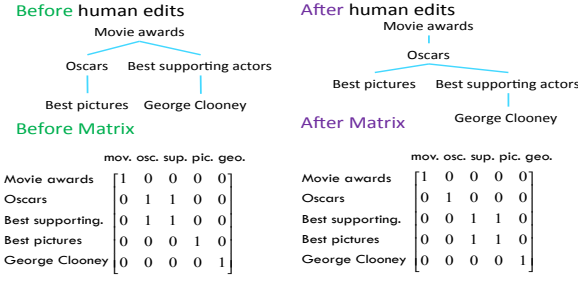 Before human edits
Movie awards
Oscars Best supporting actors
Best pictures George Clooney
Before Matrix
mov. osc. sup. pic. geo.
Movie awards 1 0 0 0 0
Oscars 0 1 1 0 0
Best supporting. 0 1 1 0 0
Best pictures 0 0 0 1 0
George Clooney 0 0 0 0 1
After human edits
Movie awards
Oscars
Best pictures Best supporting actors
George Clooney
After Matrix
mov. osc. sup. pic. geo.
Movie awards 1 0 0 0 0
Oscars 0 1 0 0 0
Best supporting. 0 0 1 1 0
Best pictures 0 0 1 1 0
George Clooney 0 0 0 0 1